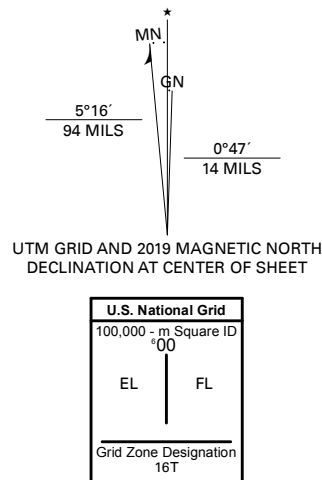 ★
MN
GN
5°16´
94 MILS
0°47´
14 MILS
UTM GRID AND 2019 MAGNETIC NORTH
DECLINATION AT CENTER OF SHEET
U.S. National Grid
100,000 - m Square ID
⁶00
EL FL
Grid Zone Designation
16T